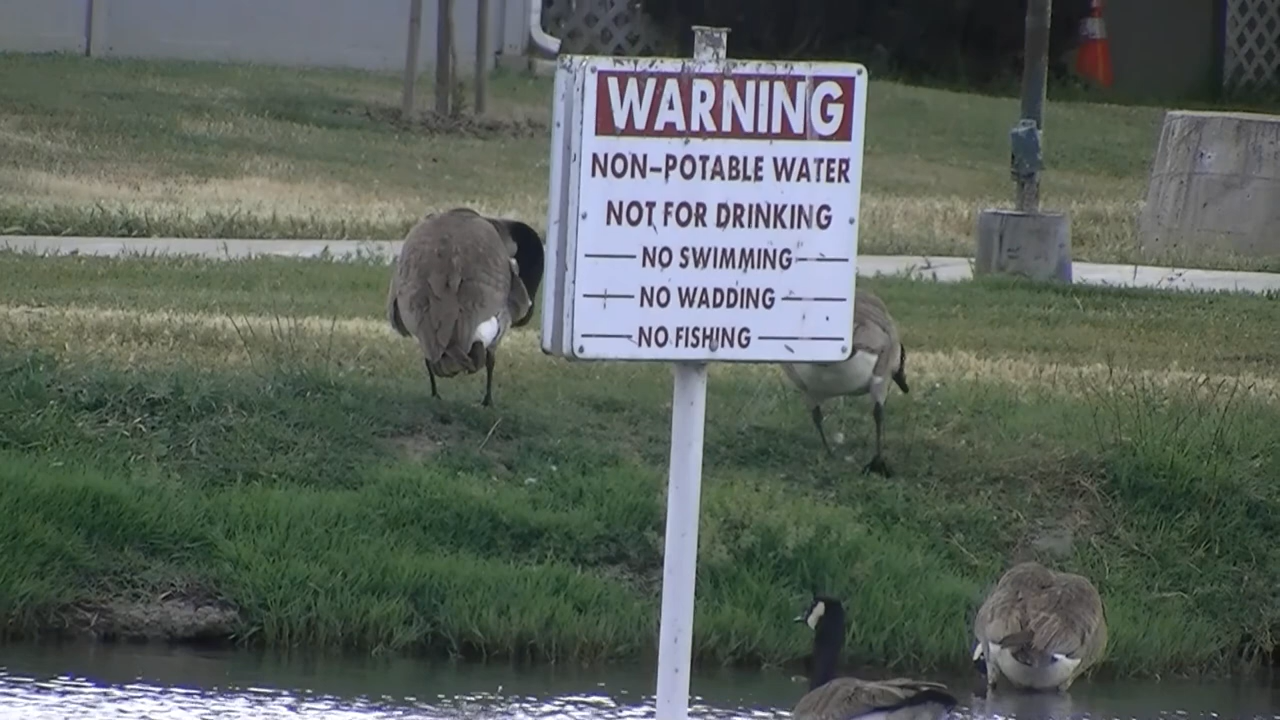 WARNING
NON-POTABLE WATER
NOT FOR DRINKING
NO SWIMMING
NO WADDING
NO FISHING